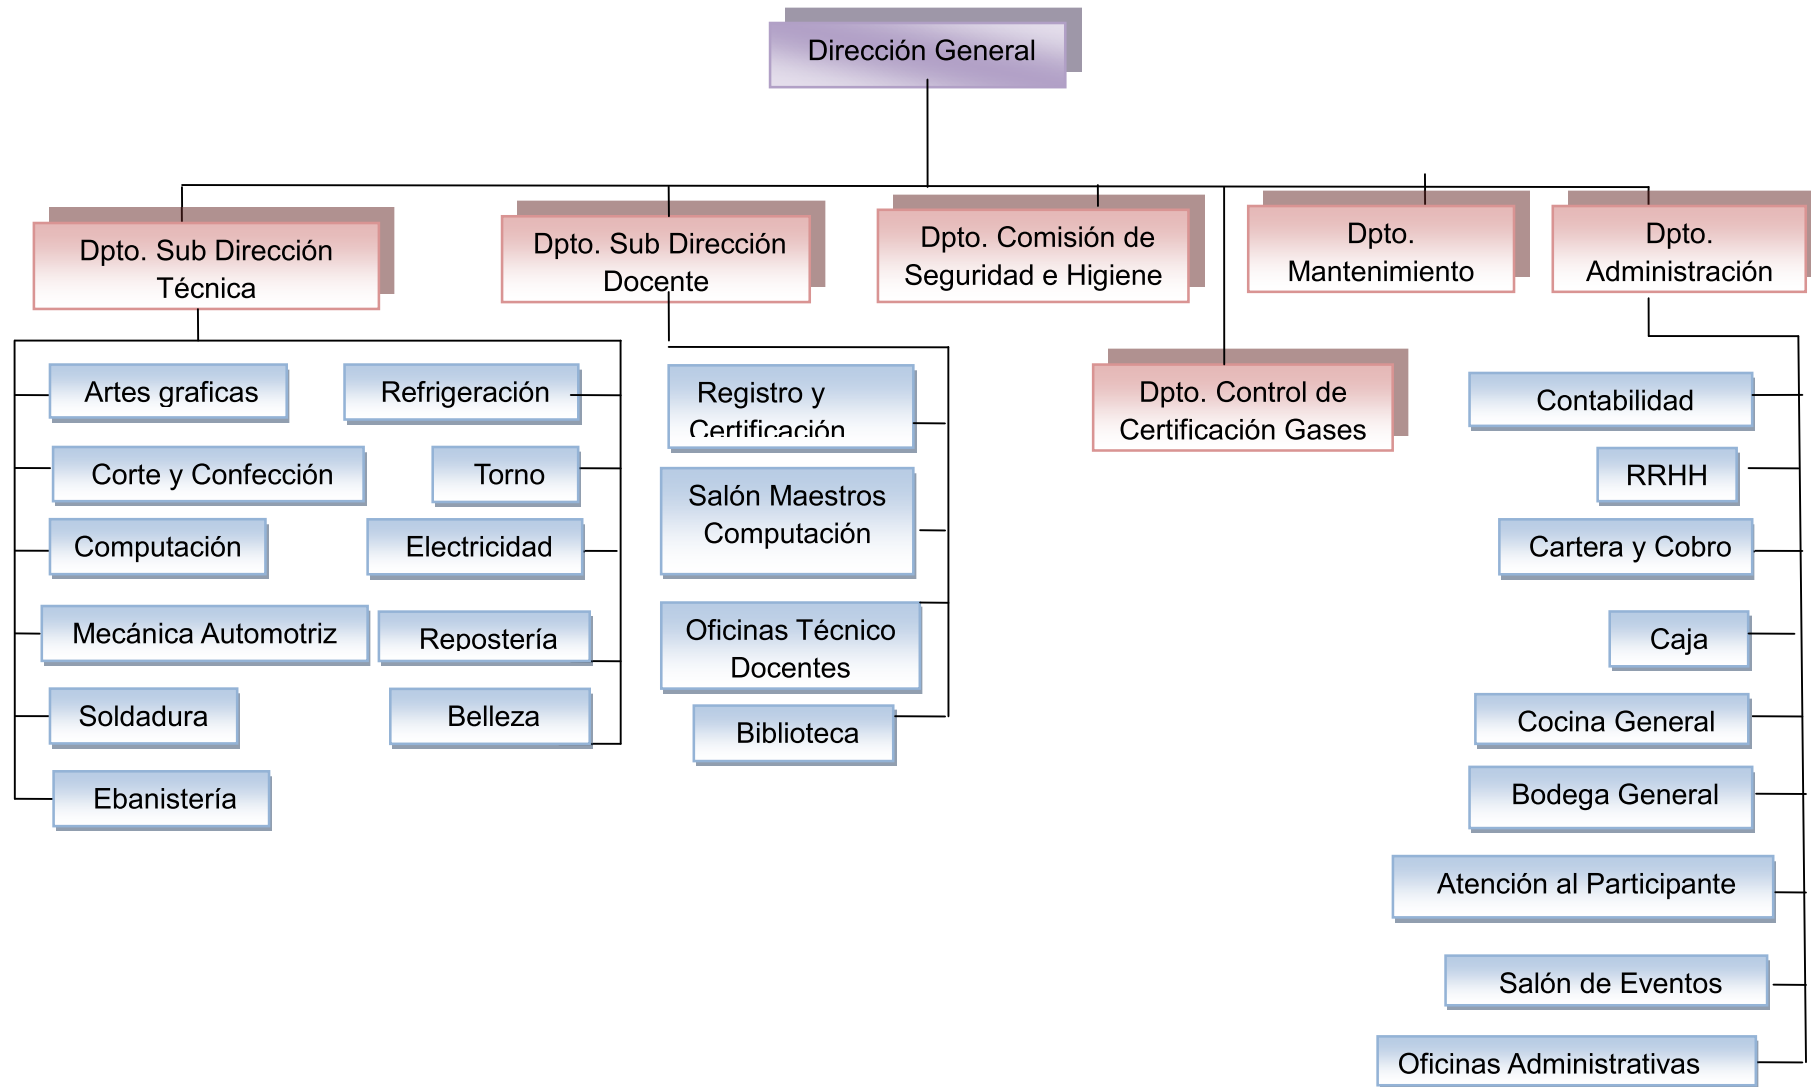 Dirección General
Dpto. Sub Dirección
Técnica
Dpto. Sub Dirección
Docente
Dpto. Comisión de
Seguridad e Higiene
Dpto.
Mantenimiento
Dpto.
Administración
Dpto. Control de
Certificación Gases
Artes graficas
Refrigeración
Corte y Confección
Torno
Computación
Electricidad
Mecánica Automotriz
Repostería
Soldadura
Belleza
Ebanistería
Registro y
Certificación
Salón Maestros
Computación
Oficinas Técnico
Docentes
Biblioteca
Contabilidad
RRHH
Cartera y Cobro
Caja
Cocina General
Bodega General
Atención al Participante
Salón de Eventos
Oficinas Administrativas